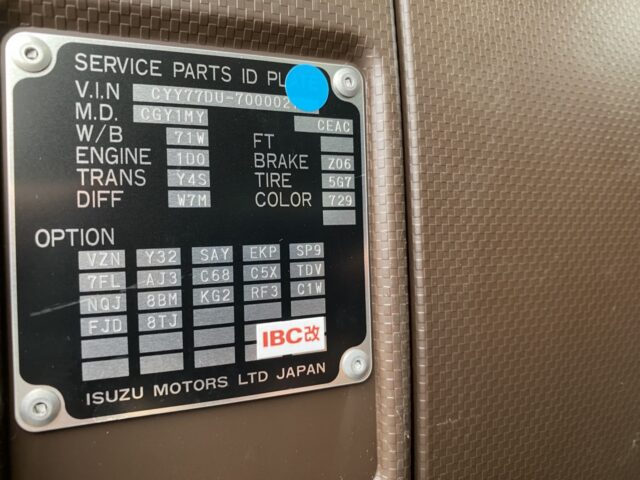 SERVICE PARTS ID
V.I.N CYY77DU-700002
M.D. CGY1MY CEAC
W/B 71W FT
ENGINE 1D0 BRAKE Z06
TRANS Y4S TIRE 5G7
DIFF W7M COLOR 729
OPTION
VZN Y32 SAY EKP SP9
7FL AJ3 C68 C5X TDV
NQJ 8BM KG2 RF3 C1W
FJD 8TJ
IBC改
ISUZU MOTORS LTD JAPAN